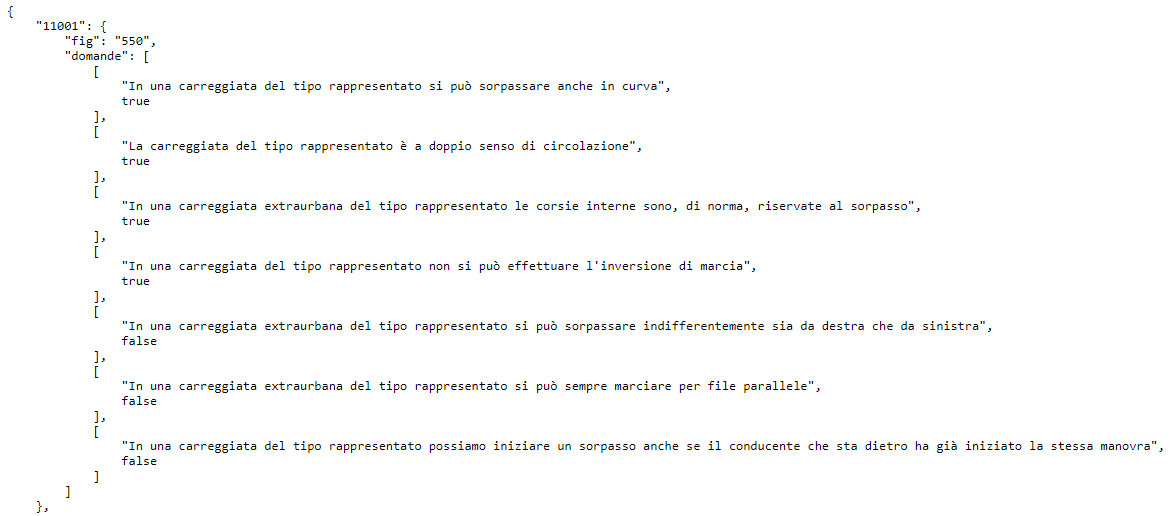 {
"11001": {
"fig": "550",
"domande": [
[
"In una carreggiata del tipo rappresentato si può sorpassare anche in curva",
true
],
[
"La carreggiata del tipo rappresentato è a doppio senso di circolazione",
true
],
[
"In una carreggiata extraurbana del tipo rappresentato le corsie interne sono, di norma, riservate al sorpasso",
true
],
[
"In una carreggiata del tipo rappresentato non si può effettuare l'inversione di marcia",
true
],
[
"In una carreggiata extraurbana del tipo rappresentato si può sorpassare indifferentemente sia da destra che da sinistra",
false
],
[
"In una carreggiata extraurbana del tipo rappresentato si può sempre marciare per file parallele",
false
],
[
"In una carreggiata del tipo rappresentato possiamo iniziare un sorpasso anche se il conducente che sta dietro ha già iniziato la stessa manovra",
false
]
]
},